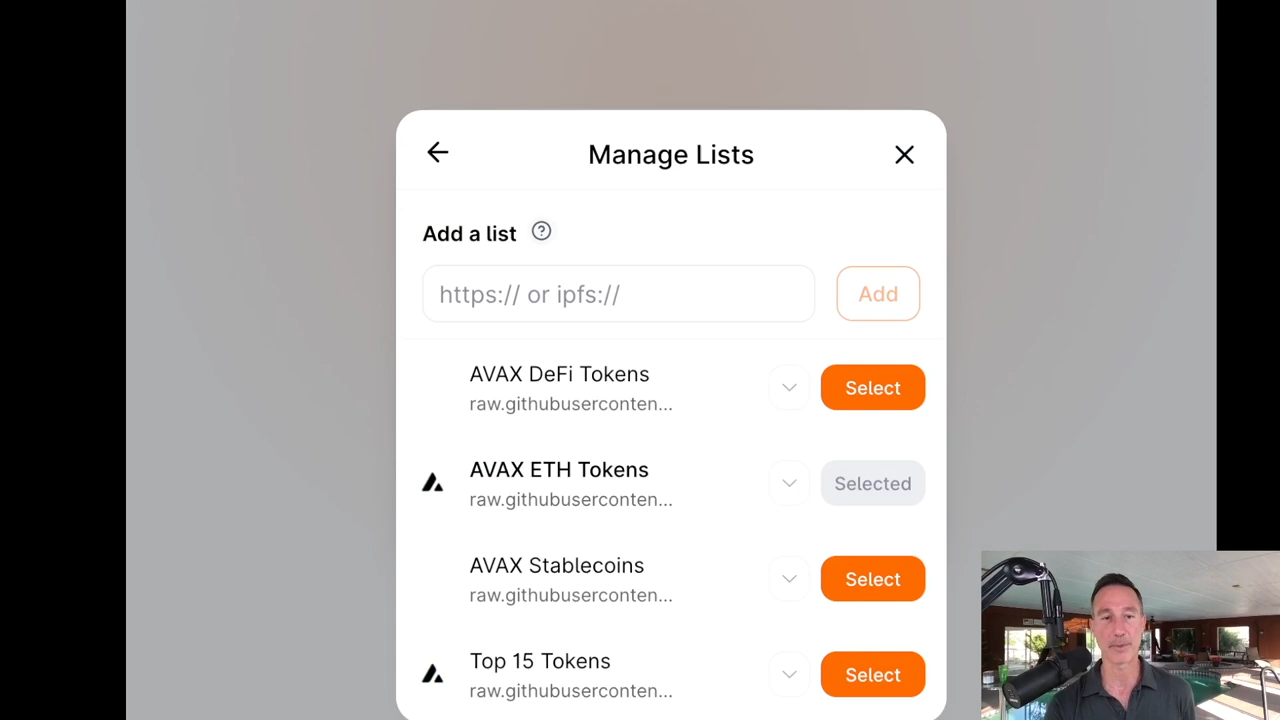 Manage Lists
Add a list
https:// or ipfs://
Add
AVAX DeFi Tokens
raw.githubuserconten...
Select
AVAX ETH Tokens
raw.githubuserconten...
Selected
AVAX Stablecoins
raw.githubuserconten...
Select
Top 15 Tokens
raw.githubuserconten...
Select